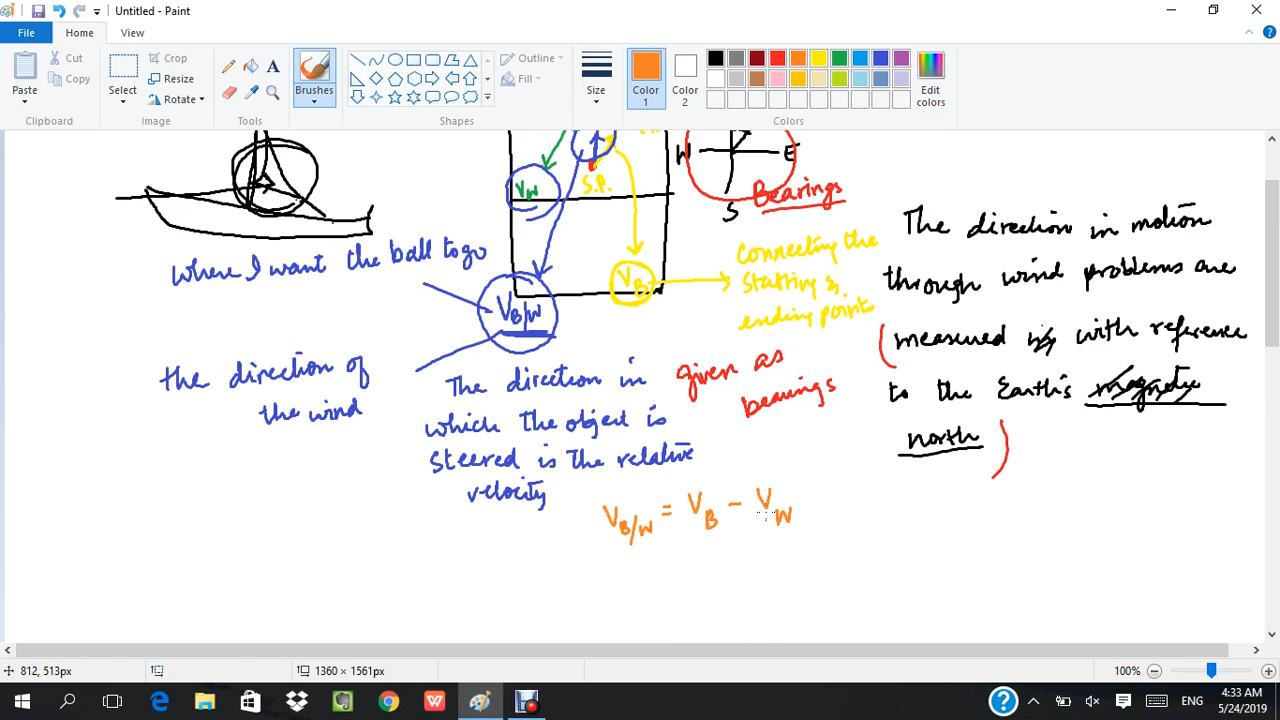 Untitled - Paint
File
Home
View
Paste
Cut
Copy
Clipboard
Select
Crop
Resize
Rotate
Image
Tools
Brushes
Outline
Fill
Shapes
Size
Color
1
Color
2
Edit
colors
Colors
W
E
S
Bearings
VW
S.P.
VB
VB/W
where I want the ball to go
the direction of
the wind
The direction in
which the object is
steered is the relative
velocity
given as
bearings
Connecting the
starting &
ending points
The direction in motion
through wind problems are
(measured is with reference
to the Earth's magnetic
north)
VB/W = VB - VW
812, 513px
1360 × 1561px
100%
ENG
4:33 AM
5/24/2019